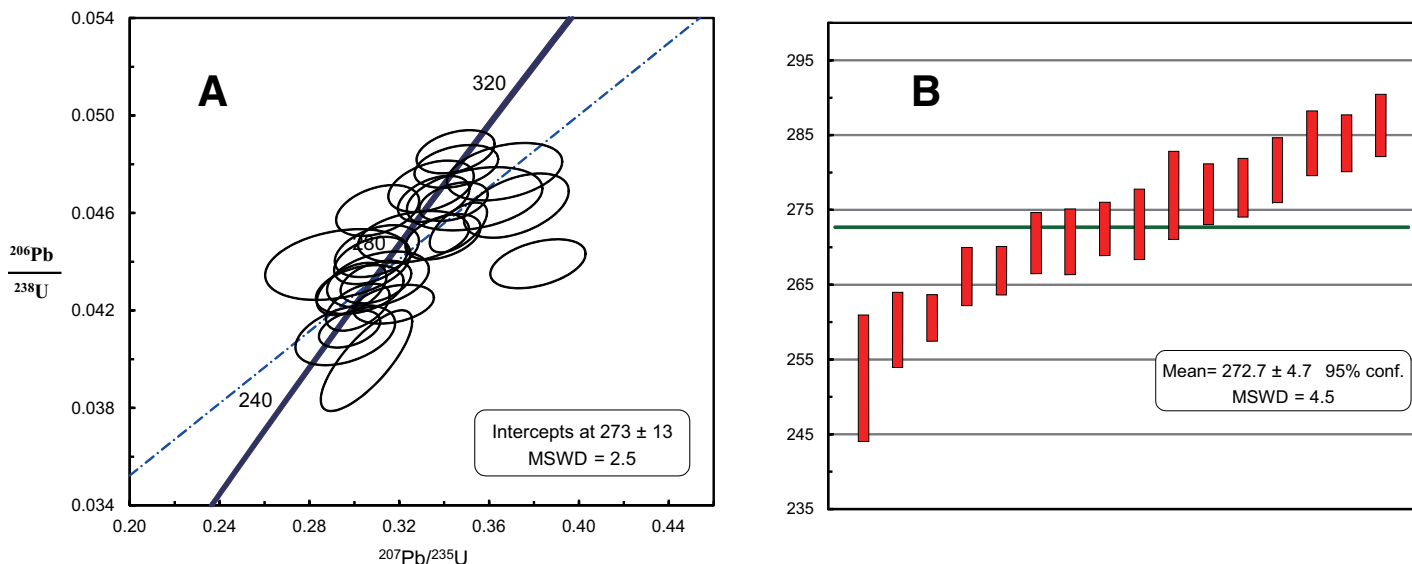 A
0.054
0.050
0.046
0.042
0.038
0.034
206Pb
238U
320
280
240
Intercepts at 273 ± 13
MSWD = 2.5
0.20
0.24
0.28
0.32
0.36
0.40
0.44
207Pb/235U
B
295
285
275
265
255
245
235
Mean= 272.7 ± 4.7 95% conf.
MSWD = 4.5